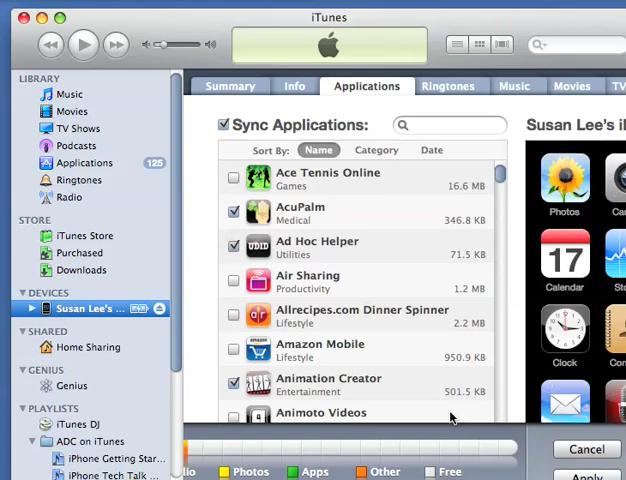 iTunes
LIBRARY
Music
Movies
TV Shows
Podcasts
Applications 125
Ringtones
Radio
STORE
iTunes Store
Purchased
Downloads
DEVICES
Susan Lee's ...
SHARED
Home Sharing
GENIUS
Genius
PLAYLISTS
iTunes DJ
ADC on iTunes
iPhone Getting Star...
iPhone Tech Talk ...
Summary Info Applications Ringtones Music Movies TV
Sync Applications:
Sort By: Name Category Date
Ace Tennis Online
Games 16.6 MB
AcuPalm
Medical 346.8 KB
UDID
Ad Hoc Helper
Utilities 71.5 KB
Air Sharing
Productivity 1.2 MB
ar
Allrecipes.com Dinner Spinner
Lifestyle 2.2 MB
Amazon Mobile
Lifestyle 950.9 KB
Animation Creator
Entertainment 501.5 KB
Animoto Videos
Susan Lee's i
Photos
17
Calendar
Clock
Photos Apps Other Free
Cancel
Apply